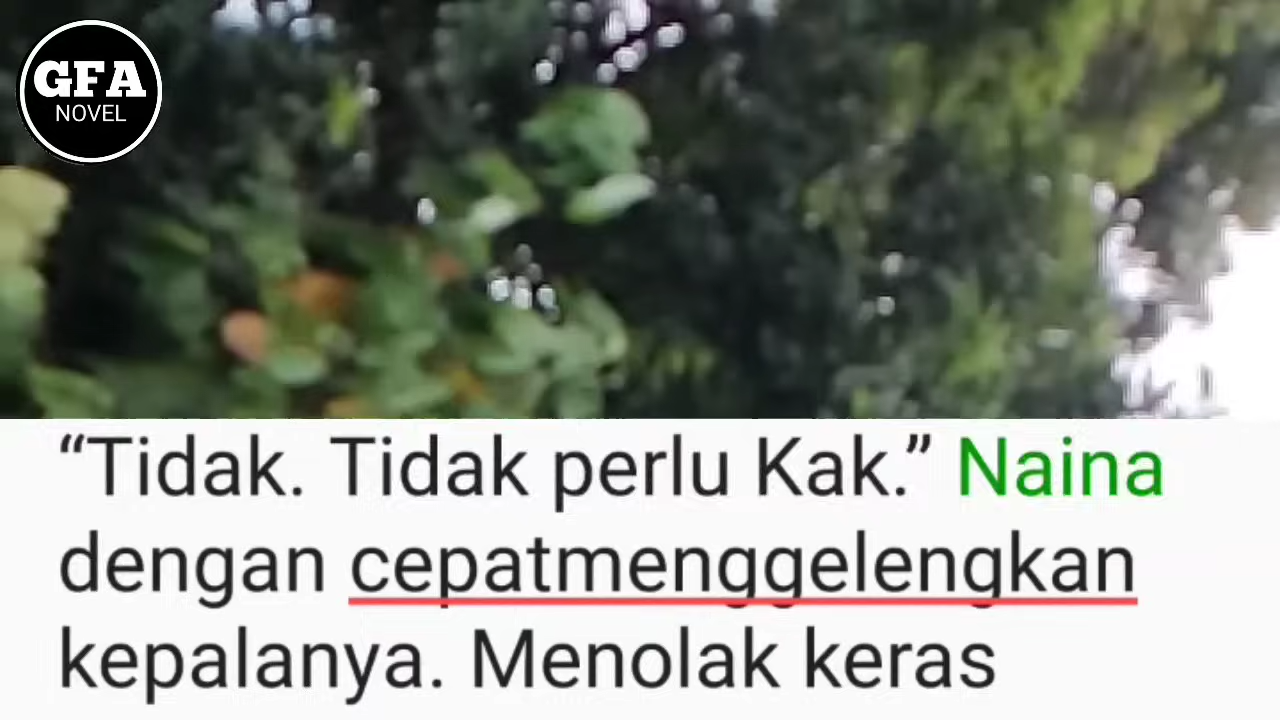 GFA
NOVEL
“Tidak. Tidak perlu Kak.” Naina
dengan cepatmenggelengkan
kepalanya. Menolak keras